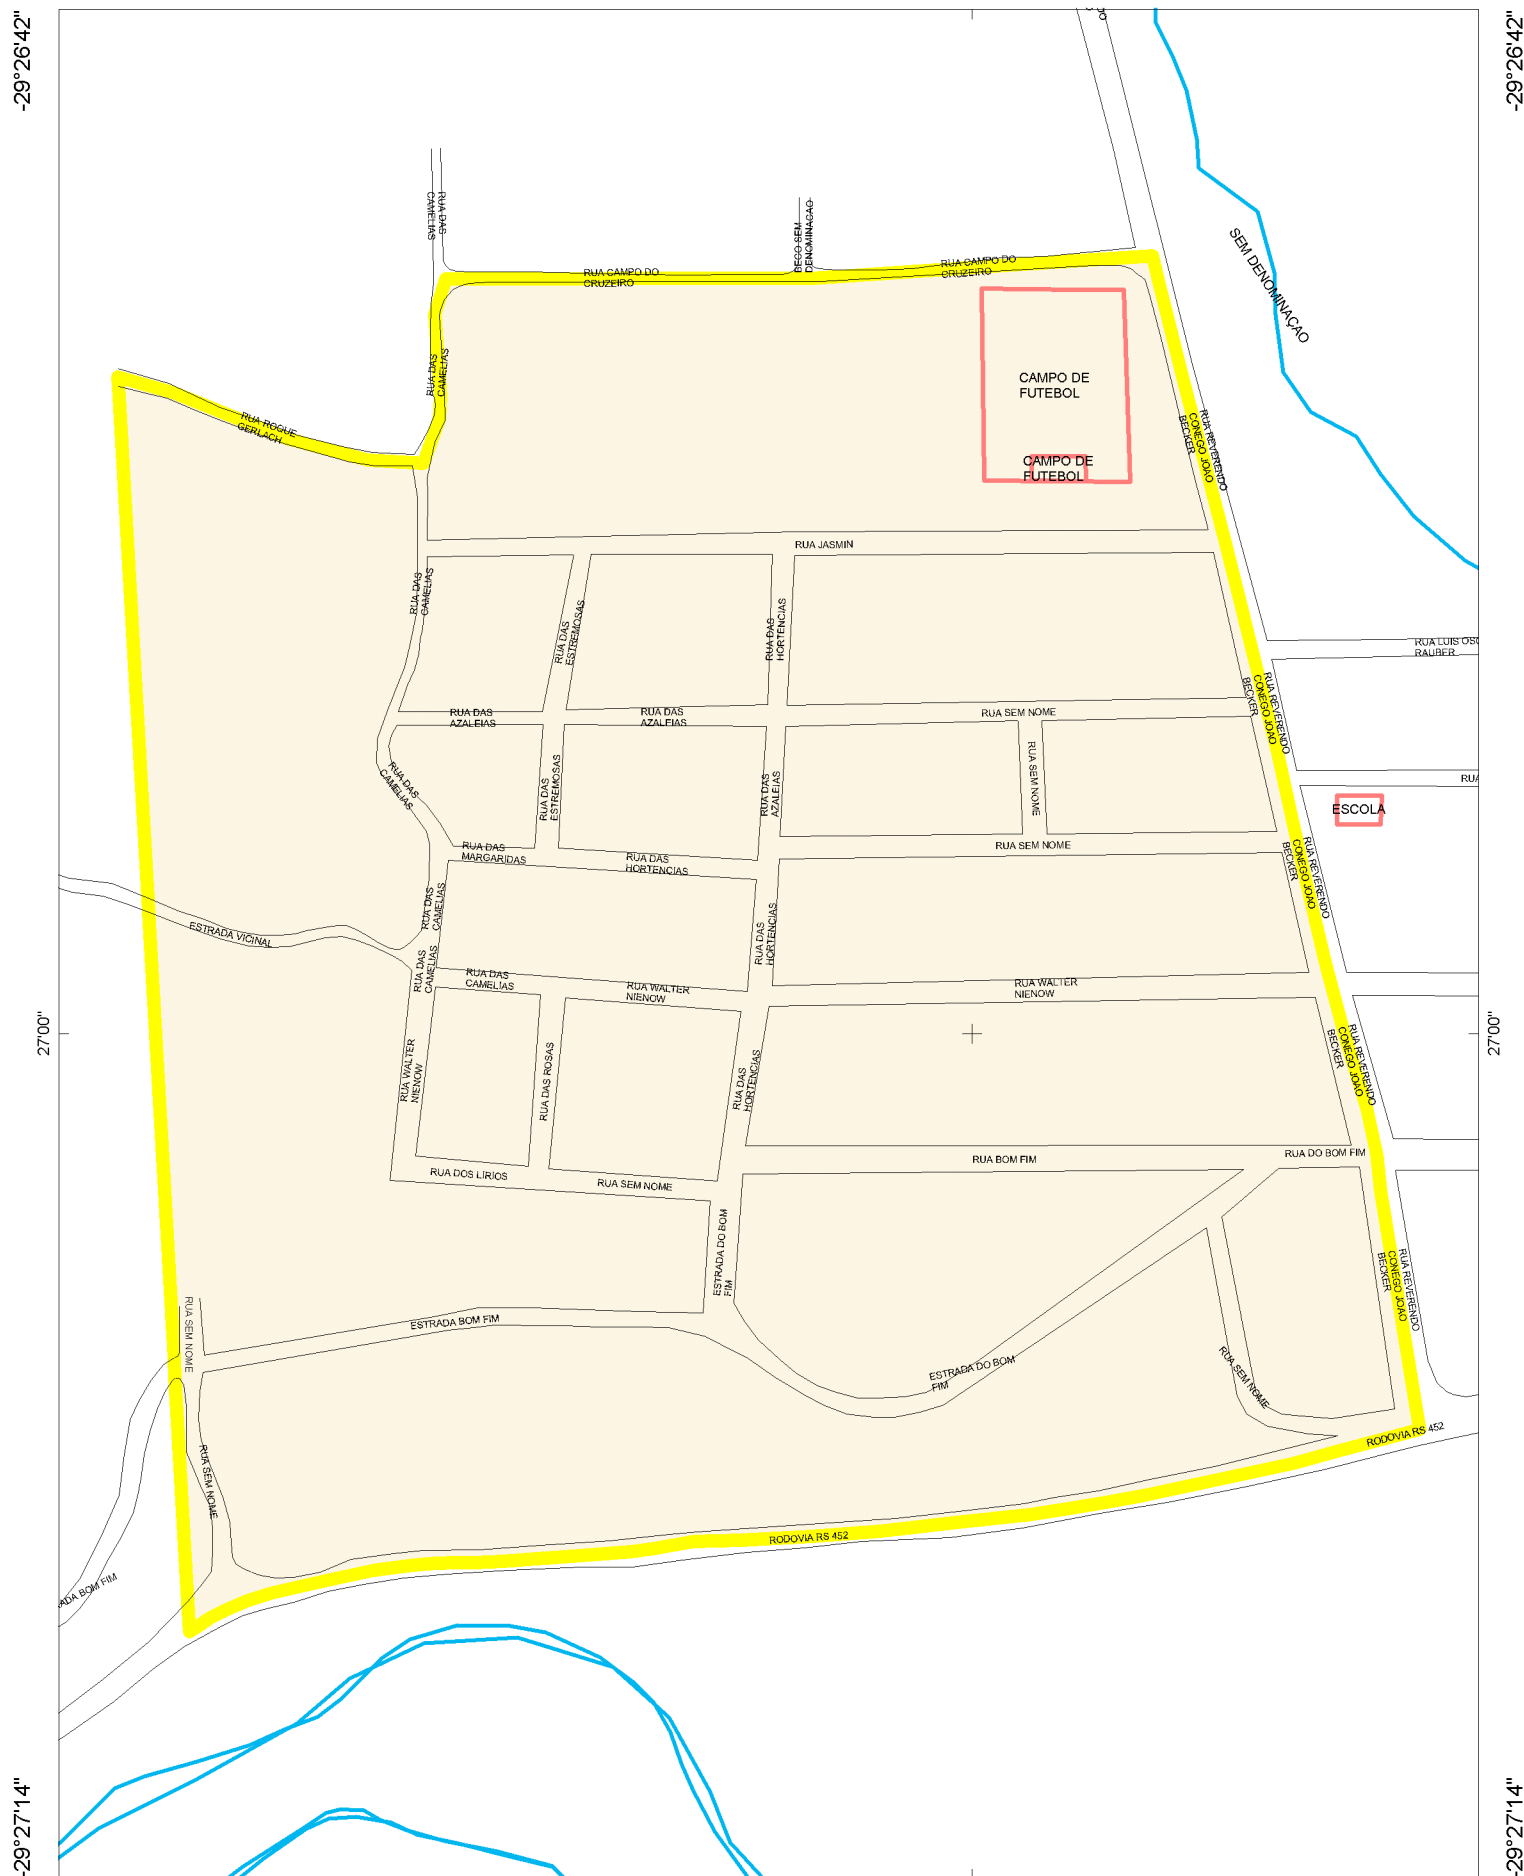 -29°26'42"
-29°26'42"
RUA DAS
CAMELIAS
BECO SEM
DENOMINACAO
SEM DENOMINAÇAO
RUA CAMPO DO
CRUZEIRO
RUA CAMPO DO
CRUZEIRO
RUA DAS
CAMELIAS
CAMPO DE
FUTEBOL
RUA ROQUE
GERLACH
RUA REVERENDO
CONEGO JOAO
BECKER
CAMPO DE
FUTEBOL
RUA JASMIN
RUA DAS
CAMELIAS
RUA DAS
ESTREMOSAS
RUA DAS
HORTENCIAS
RUA LUIS OSC
RAUBER
RUA DAS
AZALEIAS
RUA DAS
AZALEIAS
RUA SEM NOME
RUA REVERENDO
CONEGO JOAO
BECKER
RUA DAS
CAMELIAS
RUA DAS
ESTREMOSAS
RUA DAS
AZALEIAS
RUA SEM NOME
RUA
ESCOLA
RUA DAS
MARGARIDAS
RUA DAS
HORTENCIAS
RUA SEM NOME
RUA REVERENDO
CONEGO JOAO
BECKER
RUA DAS
CAMELIAS
ESTRADA VICINAL
RUA DAS
HORTENCIAS
RUA DAS
CAMELIAS
RUA DAS
CAMELIAS
RUA WALTER
NIENOW
RUA WALTER
NIENOW
27'00"
27'00"
RUA WALTER
NIENOW
RUA DAS ROSAS
RUA DAS
HORTENCIAS
RUA REVERENDO
CONEGO JOAO
BECKER
RUA BOM FIM
RUA DO BOM FIM
RUA DOS LIRIOS
RUA SEM NOME
ESTRADA DO BOM
FIM
RUA REVERENDO
CONEGO JOAO
BECKER
RUA SEM NOME
ESTRADA BOM FIM
ESTRADA DO BOM
FIM
RUA SEM NOME
RODOVIA RS 452
RUA SEM NOME
RODOVIA RS 452
ADA BOM FIM
-29°27'14"
-29°27'14"